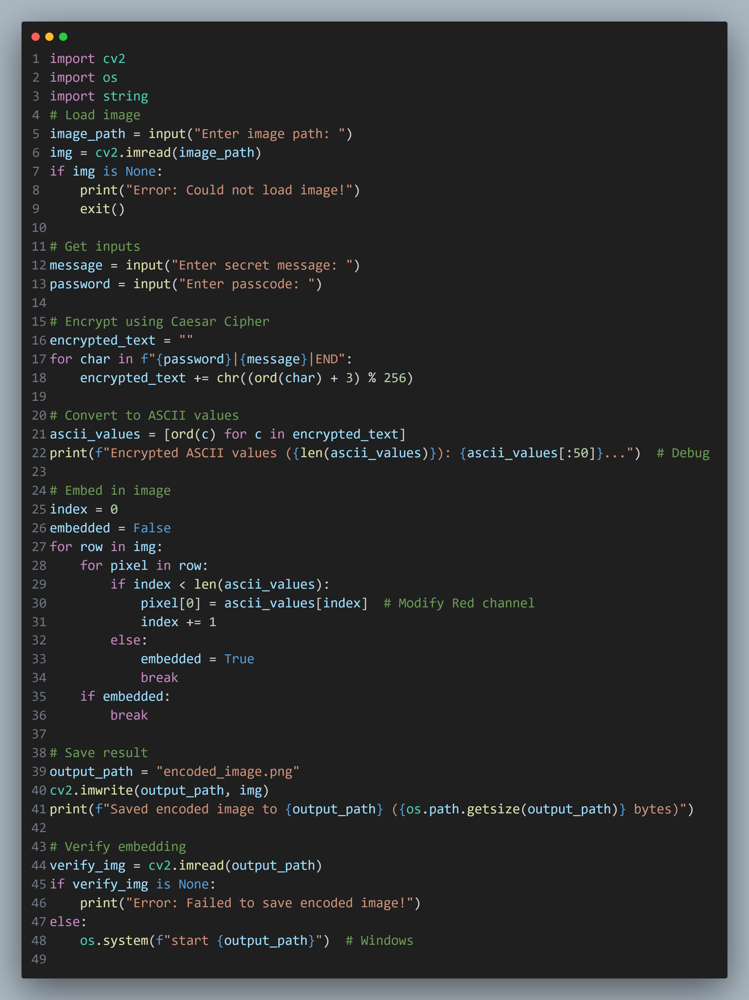 1 import cv2
2 import os
3 import string
4 # Load image
5 image_path = input("Enter image path: ")
6 img = cv2.imread(image_path)
7 if img is None:
8     print("Error: Could not load image!")
9     exit()
10
11 # Get inputs
12 message = input("Enter secret message: ")
13 password = input("Enter passcode: ")
14
15 # Encrypt using Caesar Cipher
16 encrypted_text = ""
17 for char in f"{password}|{message}|END":
18     encrypted_text += chr((ord(char) + 3) % 256)
19
20 # Convert to ASCII values
21 ascii_values = [ord(c) for c in encrypted_text]
22 print(f"Encrypted ASCII values ({len(ascii_values)}): {ascii_values[:50]}...")  # Debug
23
24 # Embed in image
25 index = 0
26 embedded = False
27 for row in img:
28     for pixel in row:
29         if index < len(ascii_values):
30             pixel[0] = ascii_values[index]  # Modify Red channel
31             index += 1
32         else:
33             embedded = True
34             break
35     if embedded:
36         break
37
38 # Save result
39 output_path = "encoded_image.png"
40 cv2.imwrite(output_path, img)
41 print(f"Saved encoded image to {output_path} ({os.path.getsize(output_path)} bytes)")
42
43 # Verify embedding
44 verify_img = cv2.imread(output_path)
45 if verify_img is None:
46     print("Error: Failed to save encoded image!")
47 else:
48     os.system(f"start {output_path}")  # Windows
49